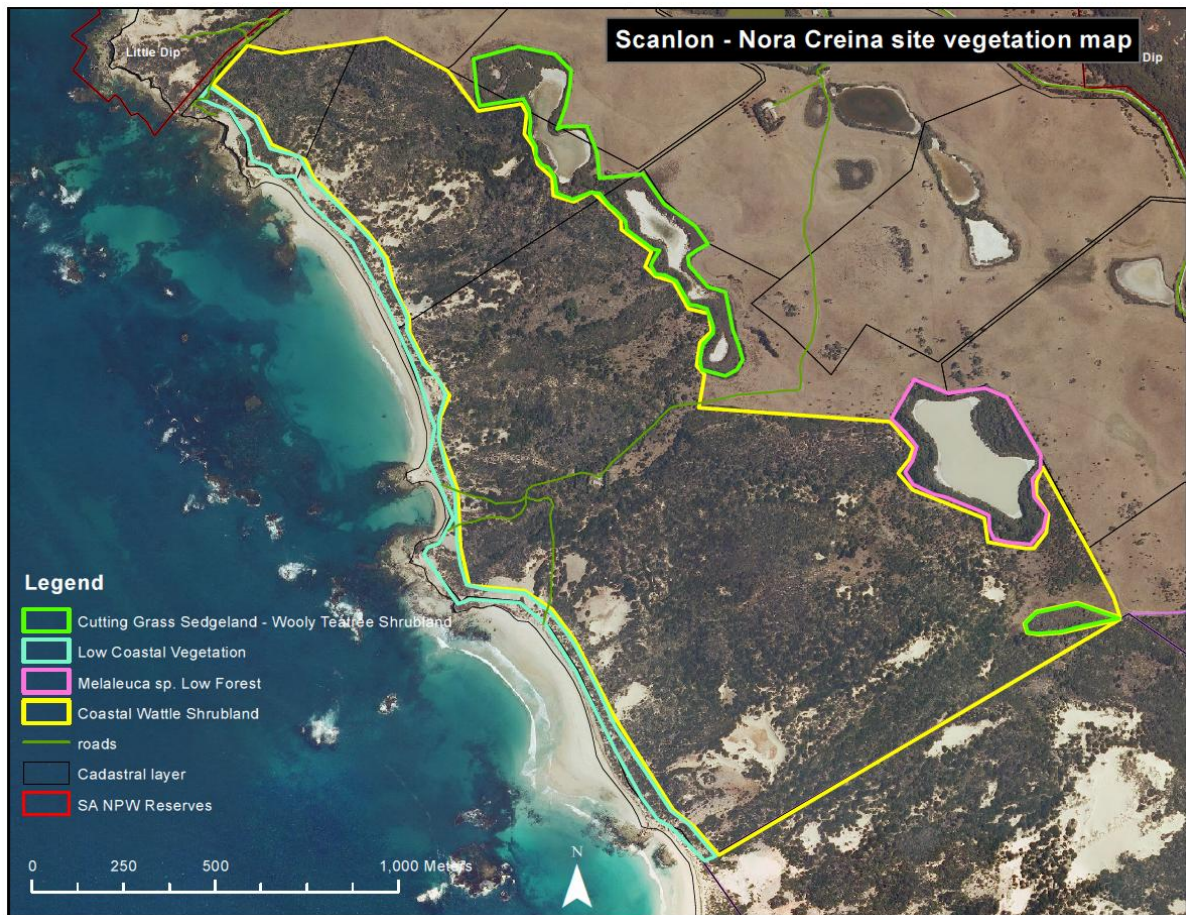 Scanlon - Nora Creina site vegetation map
Little Dip
Dip
Legend
Cutting Grass Sedgeland - Wooly Teatree Shrubland
Low Coastal Vegetation
Melaleuca sp. Low Forest
Coastal Wattle Shrubland
roads
Cadastral layer
SA NPW Reserves
0 250 500 1,000 Meters
N